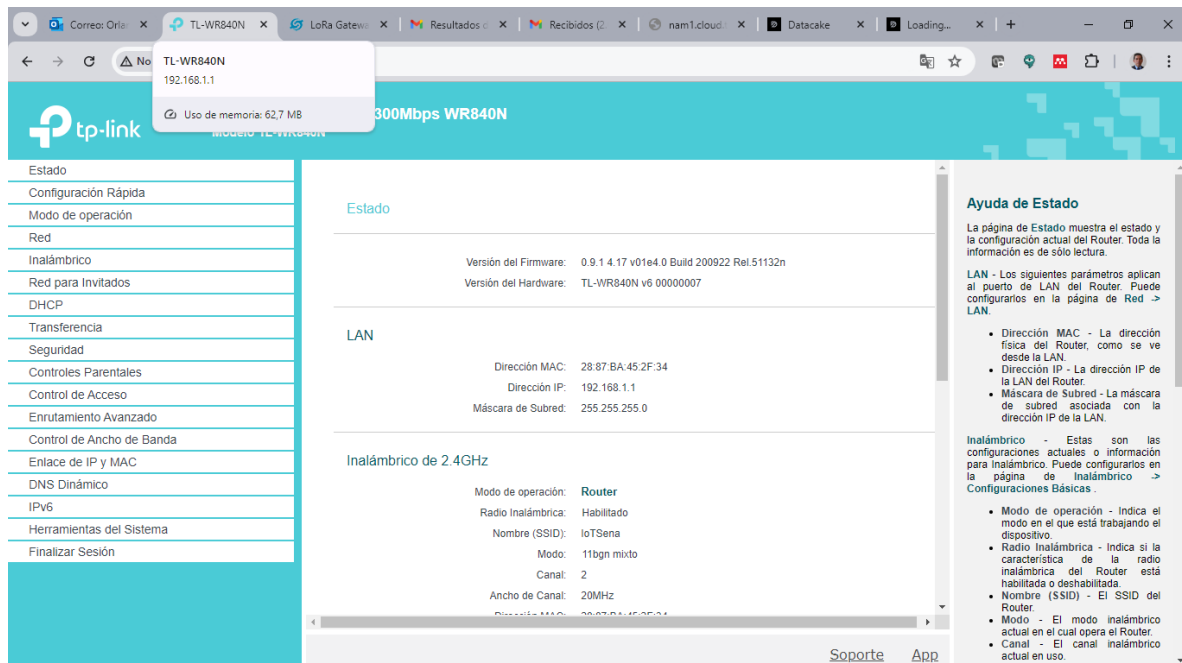 Correo: Orla
TL-WR840N
LoRa Gatewa
Resultados d
Recibidos (2.
nam1.cloud.
Datacake
Loading...
No
TL-WR840N
192.168.1.1
Uso de memoria: 62,7 MB
tp-link
300Mbps WR840N
Modelo TL-WR840N
Estado
Configuración Rápida
Modo de operación
Red
Inalámbrico
Red para Invitados
DHCP
Transferencia
Seguridad
Controles Parentales
Control de Acceso
Enrutamiento Avanzado
Control de Ancho de Banda
Enlace de IP y MAC
DNS Dinámico
IPv6
Herramientas del Sistema
Finalizar Sesión
Estado
Versión del Firmware: 0.9.1 4.17 v01e4.0 Build 200922 Rel.51132n
Versión del Hardware: TL-WR840N v6 00000007
LAN
Dirección MAC: 28:87:BA:45:2F:34
Dirección IP: 192.168.1.1
Máscara de Subred: 255.255.255.0
Inalámbrico de 2.4GHz
Modo de operación: Router
Radio Inalámbrica: Habilitado
Nombre (SSID): IoTSena
Modo: 11bgn mixto
Canal: 2
Ancho de Canal: 20MHz
Dirección MAC: 28:87:BA:45:2F:34
Soporte App
Ayuda de Estado
La página de Estado muestra el estado y
la configuración actual del Router. Toda la
información es de sólo lectura.
LAN - Los siguientes parámetros aplican
al puerto de LAN del Router. Puede
configurarlos en la página de Red ->
LAN.
• Dirección MAC - La dirección
física del Router, como se ve
desde la LAN.
• Dirección IP - La dirección IP de
la LAN del Router.
• Máscara de Subred - La máscara
de subred asociada con la
dirección IP de la LAN.
Inalámbrico - Estas son las
configuraciones actuales o información
para Inalámbrico. Puede configurarlos en
la página de Inalámbrico ->
Configuraciones Básicas .
• Modo de operación - Indica el
modo en el que está trabajando el
dispositivo.
• Radio Inalámbrica - Indica si la
característica de la radio
inalámbrica del Router está
habilitada o deshabilitada.
• Nombre (SSID) - El SSID del
Router.
• Modo - El modo inalámbrico
actual en el cual opera el Router.
• Canal - El canal inalámbrico
actual en uso.